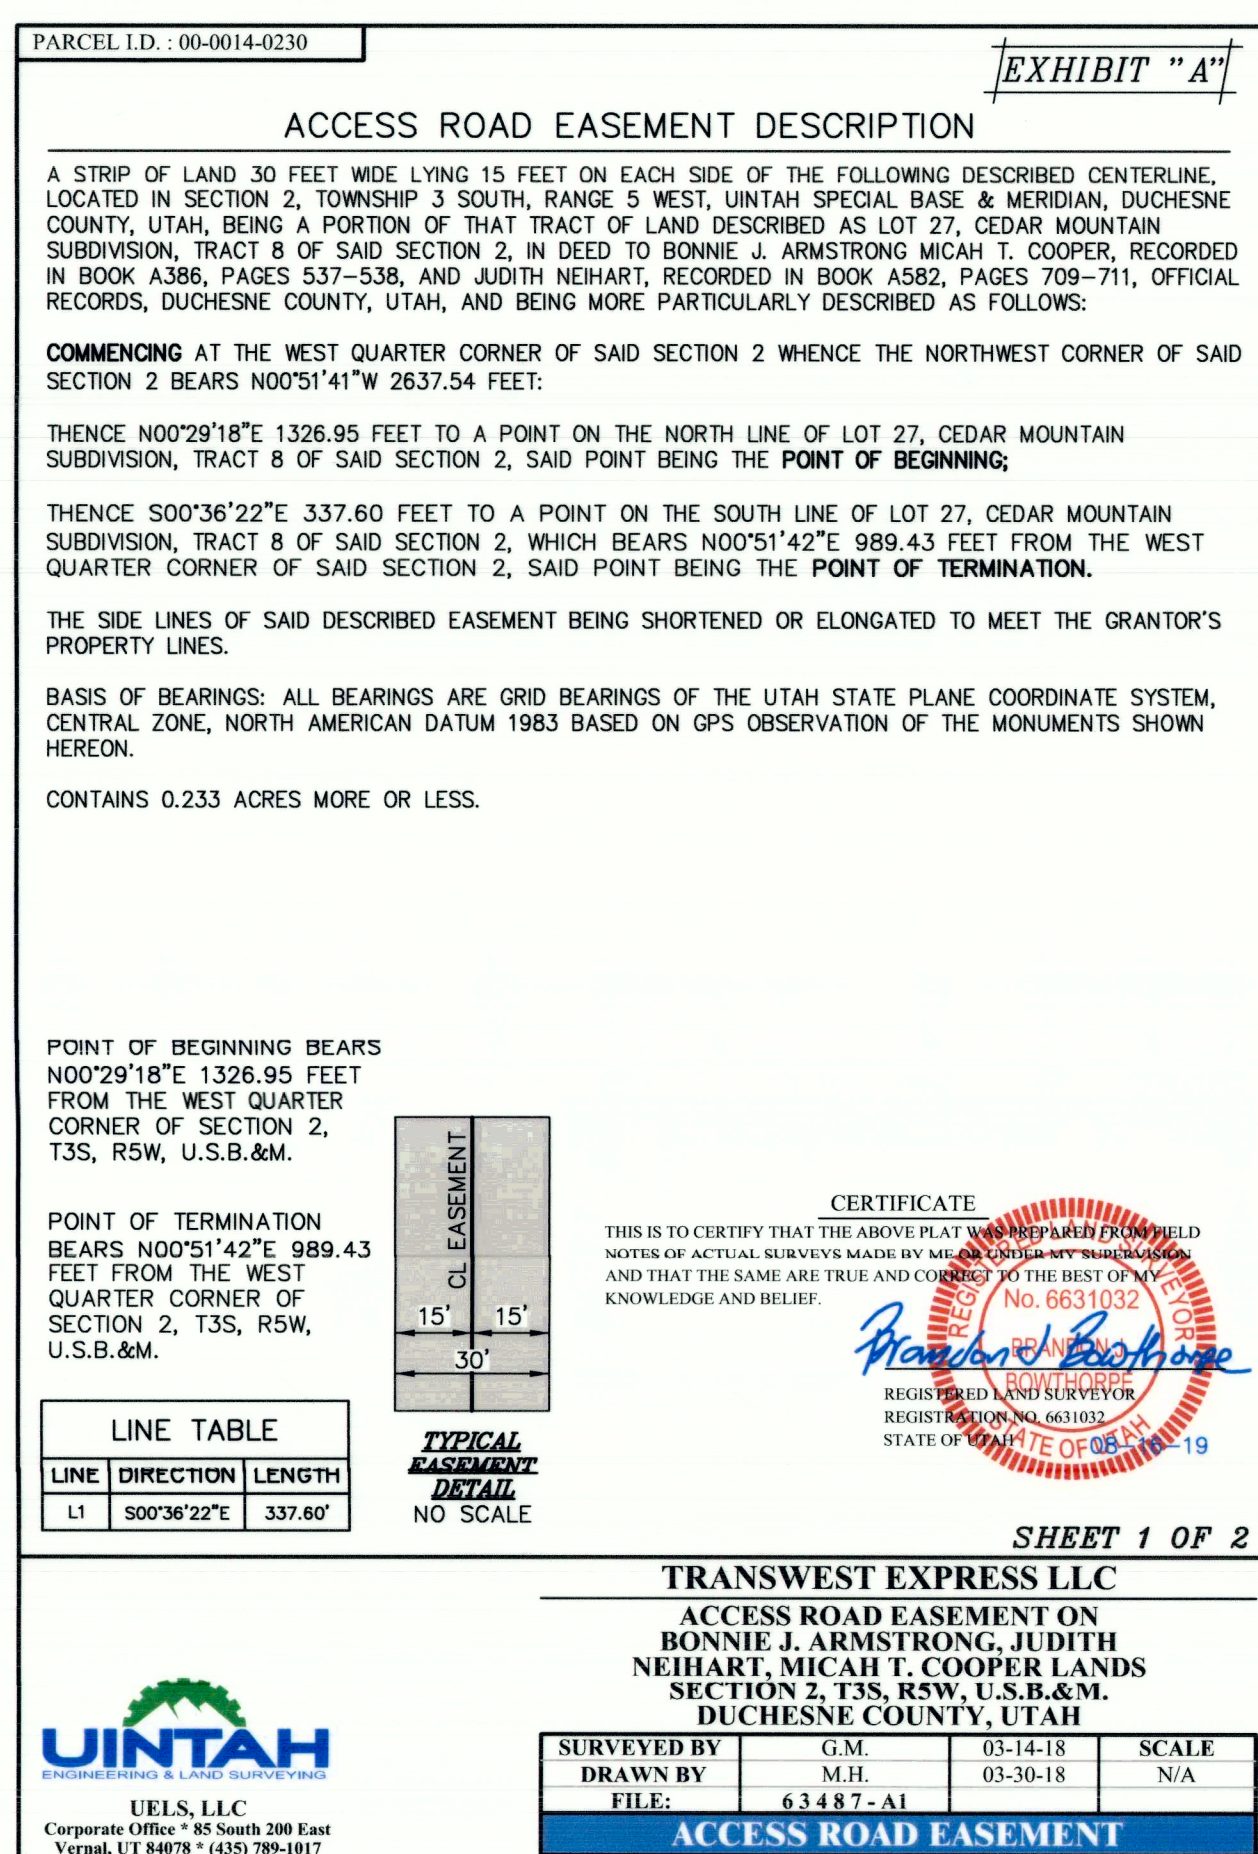 PARCEL I.D. : 00-0014-0230
EXHIBIT "A"
ACCESS ROAD EASEMENT DESCRIPTION
A STRIP OF LAND 30 FEET WIDE LYING 15 FEET ON EACH SIDE OF THE FOLLOWING DESCRIBED CENTERLINE,
LOCATED IN SECTION 2, TOWNSHIP 3 SOUTH, RANGE 5 WEST, UINTAH SPECIAL BASE & MERIDIAN, DUCHESNE
COUNTY, UTAH, BEING A PORTION OF THAT TRACT OF LAND DESCRIBED AS LOT 27, CEDAR MOUNTAIN
SUBDIVISION, TRACT 8 OF SAID SECTION 2, IN DEED TO BONNIE J. ARMSTRONG MICAH T. COOPER, RECORDED
IN BOOK A386, PAGES 537-538, AND JUDITH NEIHART, RECORDED IN BOOK A582, PAGES 709-711, OFFICIAL
RECORDS, DUCHESNE COUNTY, UTAH, AND BEING MORE PARTICULARLY DESCRIBED AS FOLLOWS:
COMMENCING AT THE WEST QUARTER CORNER OF SAID SECTION 2 WHENCE THE NORTHWEST CORNER OF SAID
SECTION 2 BEARS N00°51'41"W 2637.54 FEET:
THENCE N00°29'18"E 1326.95 FEET TO A POINT ON THE NORTH LINE OF LOT 27, CEDAR MOUNTAIN
SUBDIVISION, TRACT 8 OF SAID SECTION 2, SAID POINT BEING THE POINT OF BEGINNING;
THENCE S00°36'22"E 337.60 FEET TO A POINT ON THE SOUTH LINE OF LOT 27, CEDAR MOUNTAIN
SUBDIVISION, TRACT 8 OF SAID SECTION 2, WHICH BEARS N00°51'42"E 989.43 FEET FROM THE WEST
QUARTER CORNER OF SAID SECTION 2, SAID POINT BEING THE POINT OF TERMINATION.
THE SIDE LINES OF SAID DESCRIBED EASEMENT BEING SHORTENED OR ELONGATED TO MEET THE GRANTOR'S
PROPERTY LINES.
BASIS OF BEARINGS: ALL BEARINGS ARE GRID BEARINGS OF THE UTAH STATE PLANE COORDINATE SYSTEM,
CENTRAL ZONE, NORTH AMERICAN DATUM 1983 BASED ON GPS OBSERVATION OF THE MONUMENTS SHOWN
HEREON.
CONTAINS 0.233 ACRES MORE OR LESS.
POINT OF BEGINNING BEARS
N00°29'18"E 1326.95 FEET
FROM THE WEST QUARTER
CORNER OF SECTION 2,
T3S, R5W, U.S.B.&M.
POINT OF TERMINATION
BEARS N00°51'42"E 989.43
FEET FROM THE WEST
QUARTER CORNER OF
SECTION 2, T3S, R5W,
U.S.B.&M.
LINE TABLE
LINE DIRECTION LENGTH
L1 S00°36'22"E 337.60'
CL EASEMENT
15' 15'
30'
TYPICAL
EASEMENT
DETAIL
NO SCALE
CERTIFICATE
THIS IS TO CERTIFY THAT THE ABOVE PLAT WAS PREPARED FROM FIELD
NOTES OF ACTUAL SURVEYS MADE BY ME OR UNDER MY SUPERVISION
AND THAT THE SAME ARE TRUE AND CORRECT TO THE BEST OF MY
KNOWLEDGE AND BELIEF.
Brandon J Bowthorpe
REGISTERED LAND SURVEYOR
REGISTRATION NO. 6631032
STATE OF UTAH
REGISTERED LAND SURVEYOR
No. 6631032
BRANDON J.
BOWTHORPE
STATE OF UTAH
08-16-19
SHEET 1 OF 2
TRANSWEST EXPRESS LLC
ACCESS ROAD EASEMENT ON
BONNIE J. ARMSTRONG, JUDITH
NEIHART, MICAH T. COOPER LANDS
SECTION 2, T3S, R5W, U.S.B.&M.
DUCHESNE COUNTY, UTAH
SURVEYED BY G.M. 03-14-18 SCALE
DRAWN BY M.H. 03-30-18 N/A
FILE: 63487-A1
ACCESS ROAD EASEMENT
UINTAH
ENGINEERING & LAND SURVEYING
UELS, LLC
Corporate Office * 85 South 200 East
Vernal, UT 84078 * (435) 789-1017